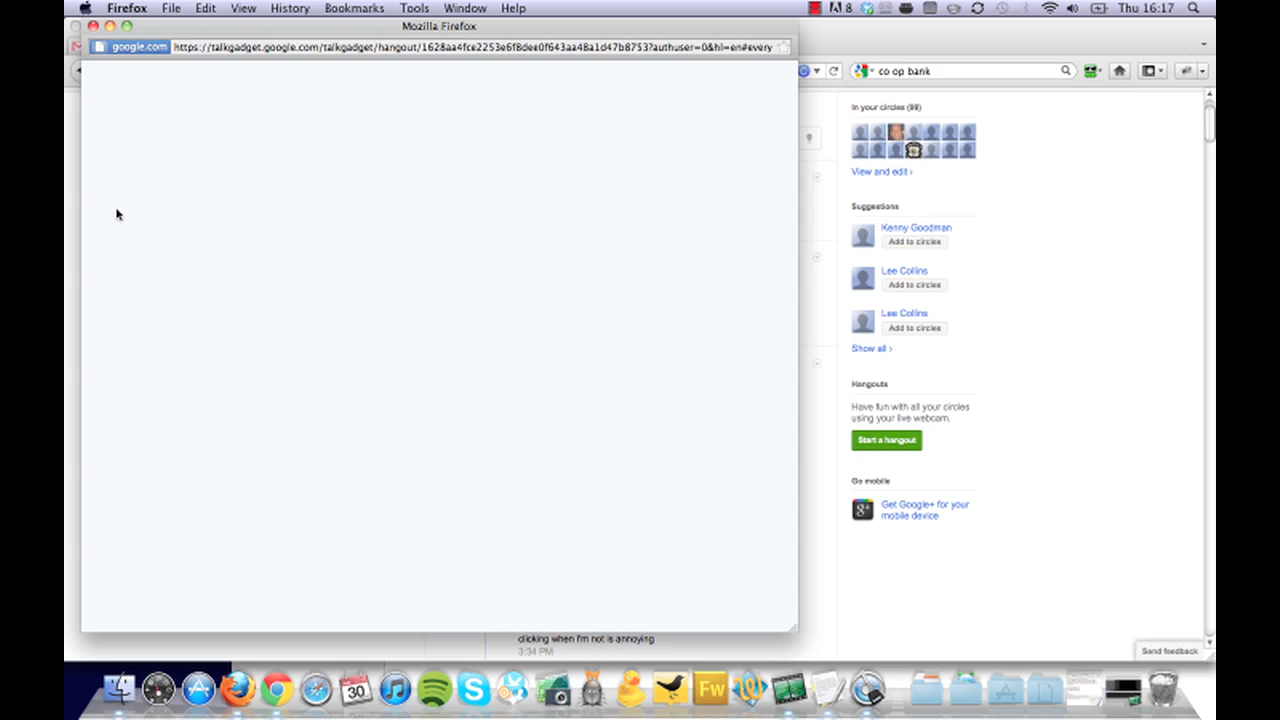 Firefox File Edit View History Bookmarks Tools Window Help 8 Thu 16:17
Mozilla Firefox
google.com https://talkgadget.google.com/talkgadget/hangout/1628aa4fce2253e6f8dee0f643aa48a1d47b8753?authuser=0&hl=en#every
co op bank
In your circles (99)
View and edit ›
Suggestions
Kenny Goodman
Add to circles
Lee Collins
Add to circles
Lee Collins
Add to circles
Show all ›
Hangouts
Have fun with all your circles
using your live webcam.
Start a hangout
Go mobile
Get Google+ for your
mobile device
clicking when I'm not is annoying
3:34 PM
Send feedback
30
Fw